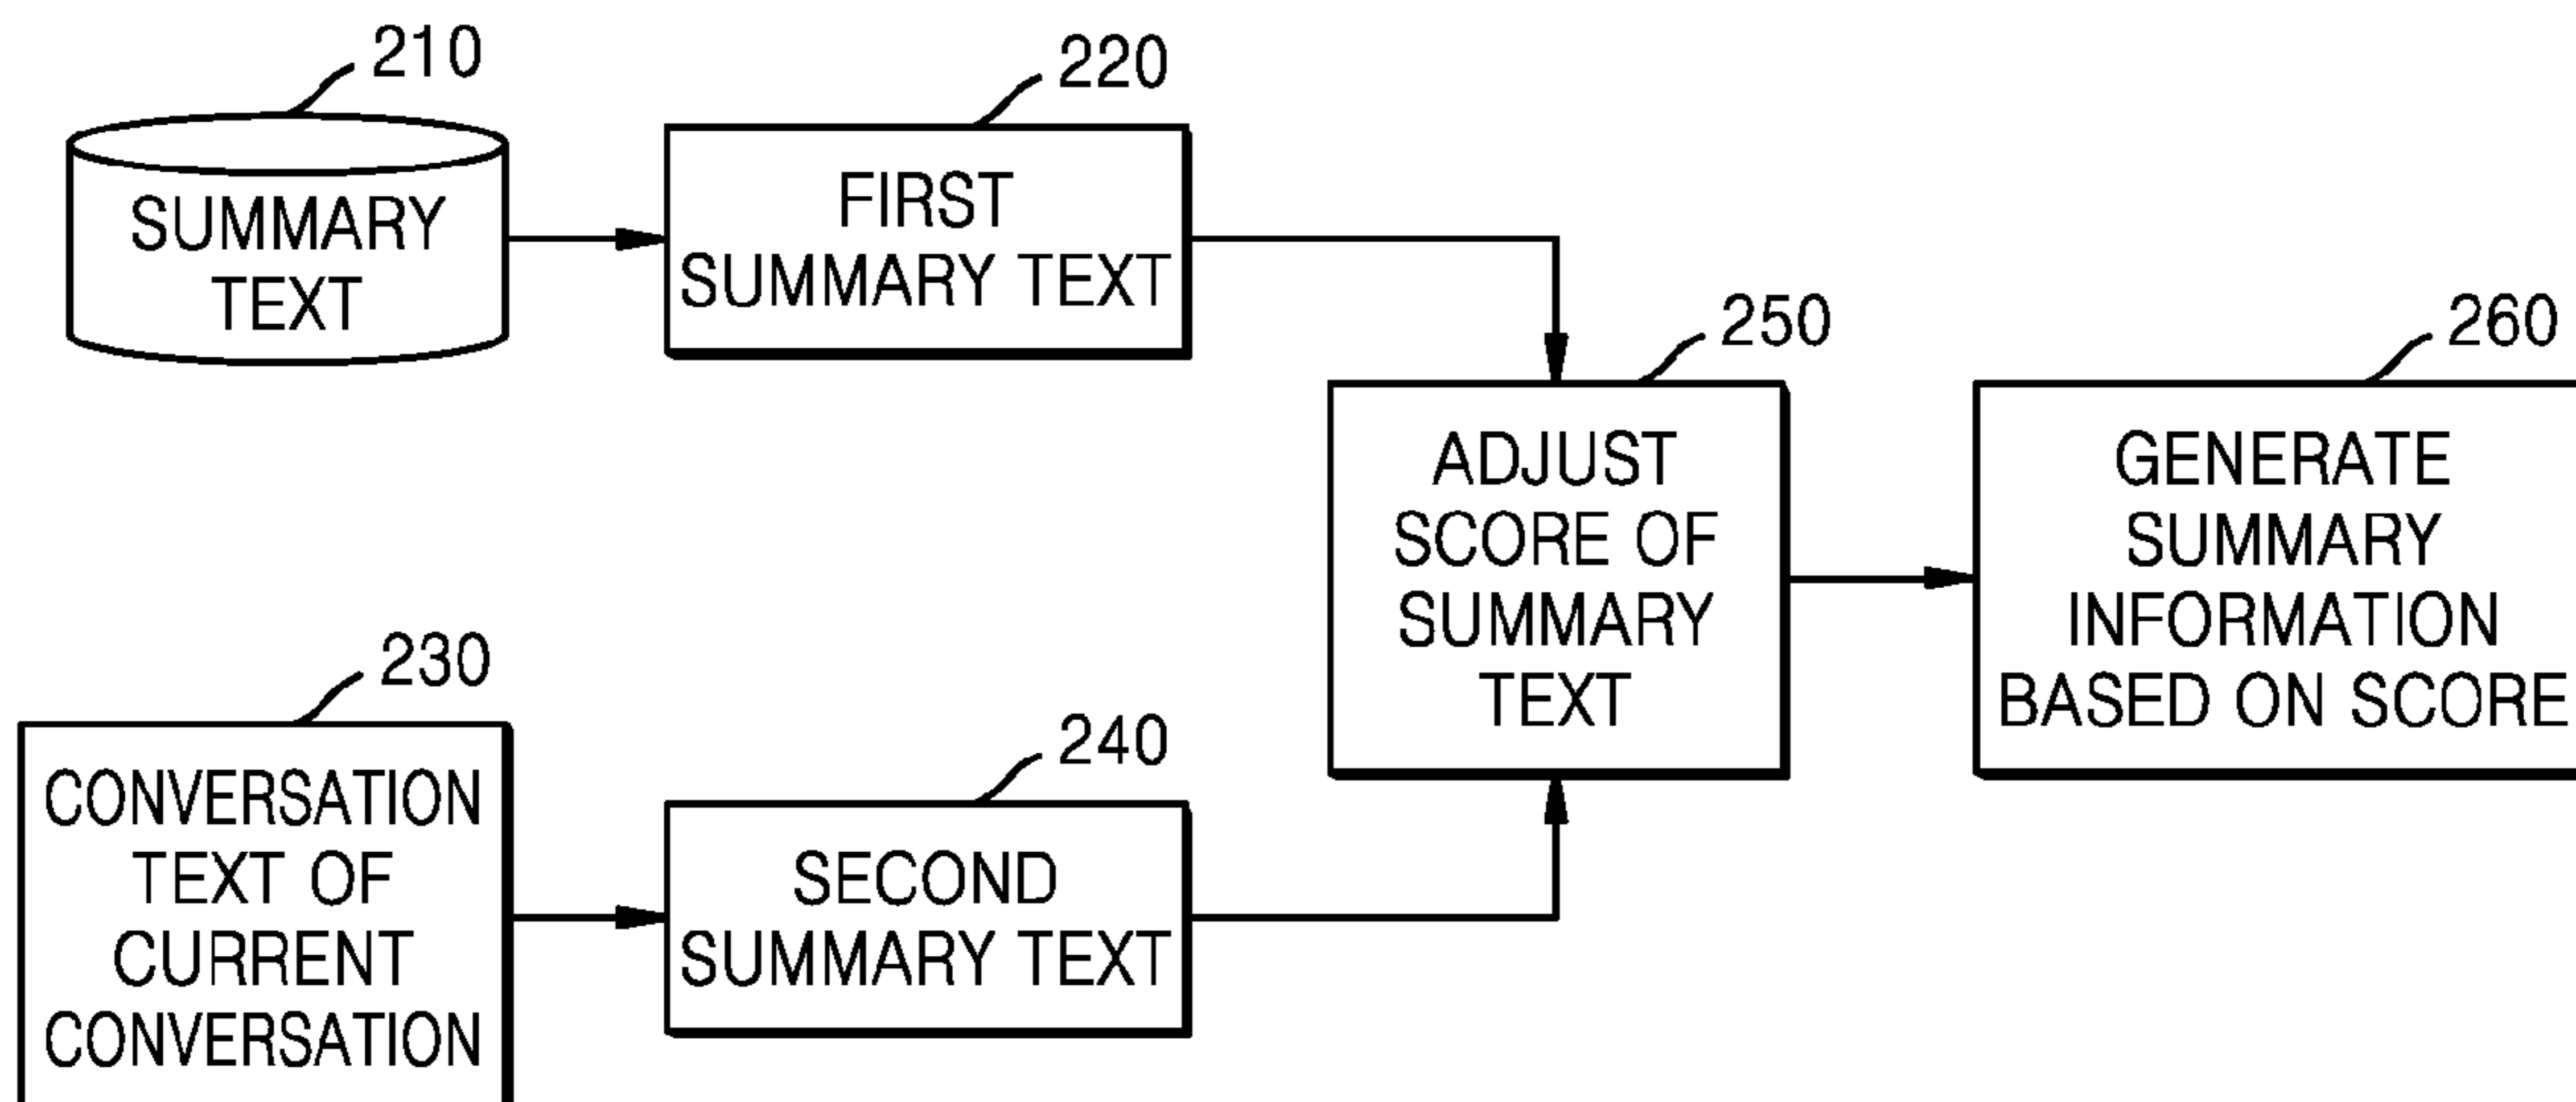 210
SUMMARY
TEXT
220
FIRST
SUMMARY TEXT
230
CONVERSATION
TEXT OF
CURRENT
CONVERSATION
240
SECOND
SUMMARY TEXT
250
ADJUST
SCORE OF
SUMMARY
TEXT
260
GENERATE
SUMMARY
INFORMATION
BASED ON SCORE